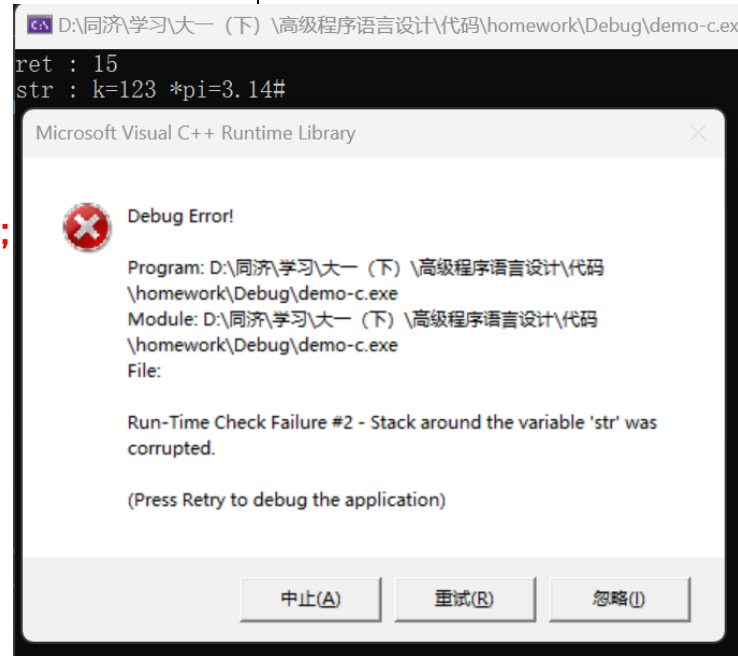 D:\同济\学习\大一（下）\高级程序语言设计\代码\homework\Debug\demo-c.ex
ret : 15
str : k=123 *pi=3.14#
Microsoft Visual C++ Runtime Library
;
Debug Error!
Program: D:\同济\学习\大一（下）\高级程序语言设计\代码
\homework\Debug\demo-c.exe
Module: D:\同济\学习\大一（下）\高级程序语言设计\代码
\homework\Debug\demo-c.exe
File:
Run-Time Check Failure #2 - Stack around the variable 'str' was
corrupted.
(Press Retry to debug the application)
中止(A)
重试(R)
忽略(I)